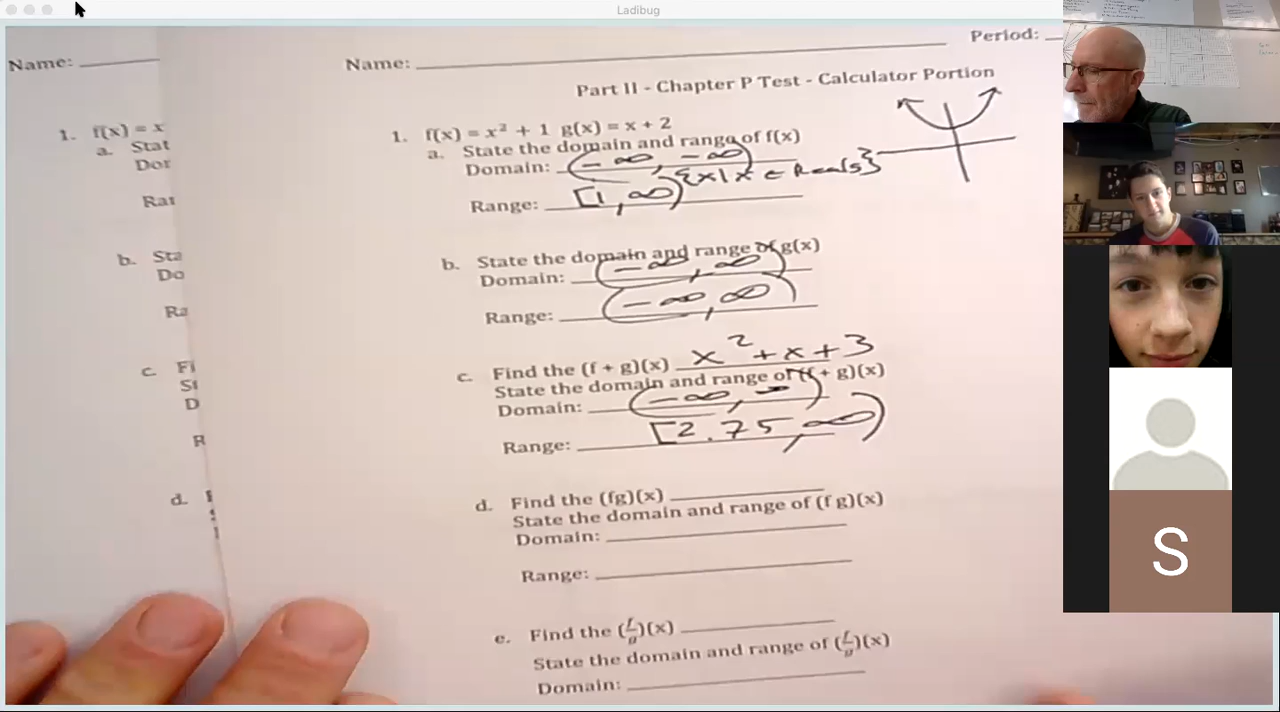 Ladibug
Name: Name: Period:
Part II - Chapter P Test - Calculator Portion
1. f(x) = x
a. Stat
Dor
Rar
b. Sta
Do
Ra
c. Fi
St
D
R
d.
1. f(x) = x² + 1 g(x) = x + 2
a. State the domain and range of f(x)
Domain: (-∞, -∞)
{x | x ∈ Reals}
Range: [1, ∞)
b. State the domain and range of g(x)
Domain: (-∞, ∞)
Range: (-∞, ∞)
c. Find the (f + g)(x) x² + x + 3
State the domain and range of (f + g)(x)
Domain: (-∞, ∞)
Range: [2.75, ∞)
d. Find the (fg)(x)
State the domain and range of (f g)(x)
Domain:
Range:
e. Find the (f/g)(x)
State the domain and range of (f/g)(x)
Domain:
S